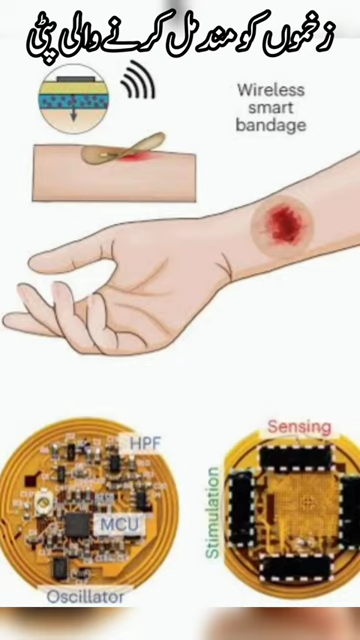 زخموں کو مندمل کرنے والی پٹی
Wireless
smart
bandage
HPF
MCU
Oscillator
Sensing
Stimulation